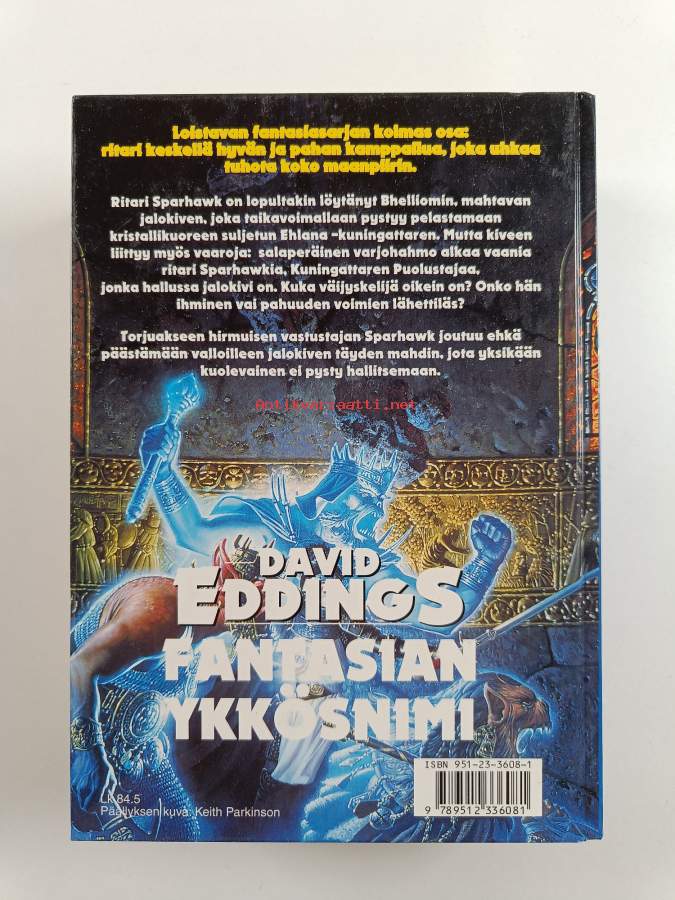 Loistavan fantasiasarjan kolmas osa:
ritari keskellä hyvän ja pahan kamppailua, joka uhkaa
tuhota koko maanpiirin.
Ritari Sparhawk on lopultakin löytänyt Bhelliomin, mahtavan
jalokiven, joka taikavoimallaan pystyy pelastamaan
kristallikuoreen suljetun Ehlana -kuningattaren. Mutta kiveen
liittyy myös vaaroja: salaperäinen varjohahmo alkaa vaania
ritari Sparhawkia, Kuningattaren Puolustajaa,
jonka hallussa jalokivi on. Kuka väijyskelijä oikein on? Onko hän
ihminen vai pahuuden voimien lähettiläs?
Torjuakseen hirmuisen vastustajan Sparhawk joutuu ehkä
päästämään valloilleen jalokiven täyden mahdin, jota yksikään
kuolevainen ei pysty hallitsemaan.
Antikvariaatti.net
DAVID
EDDINGS
FANTASIAN
YKKÖSNIMI
ISBN 951-23-3608-1
9 789512 336081
Lk 84.5
Päällyksen kuva: Keith Parkinson